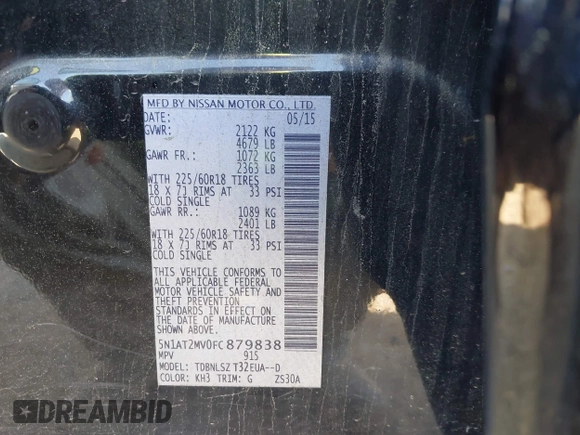 MFD BY NISSAN MOTOR CO., LTD.
DATE: 05/15
GVWR: 2122 KG
4679 LB
GAWR FR.: 1072 KG
2363 LB
WITH 225/60R18 TIRES
18 X 7J RIMS AT 33 PSI
COLD SINGLE
GAWR RR.: 1089 KG
2401 LB
WITH 225/60R18 TIRES
18 X 7J RIMS AT 33 PSI
COLD SINGLE
THIS VEHICLE CONFORMS TO
ALL APPLICABLE FEDERAL
MOTOR VEHICLE SAFETY AND
THEFT PREVENTION
STANDARDS IN EFFECT ON
THE DATE OF MANUFACTURE
SHOWN ABOVE.
5N1AT2MV0FC879838
MPV 915
MODEL: TDBNLSZ T32EUA--D
COLOR: KH3 TRIM: G ZS30A
DREAMBID